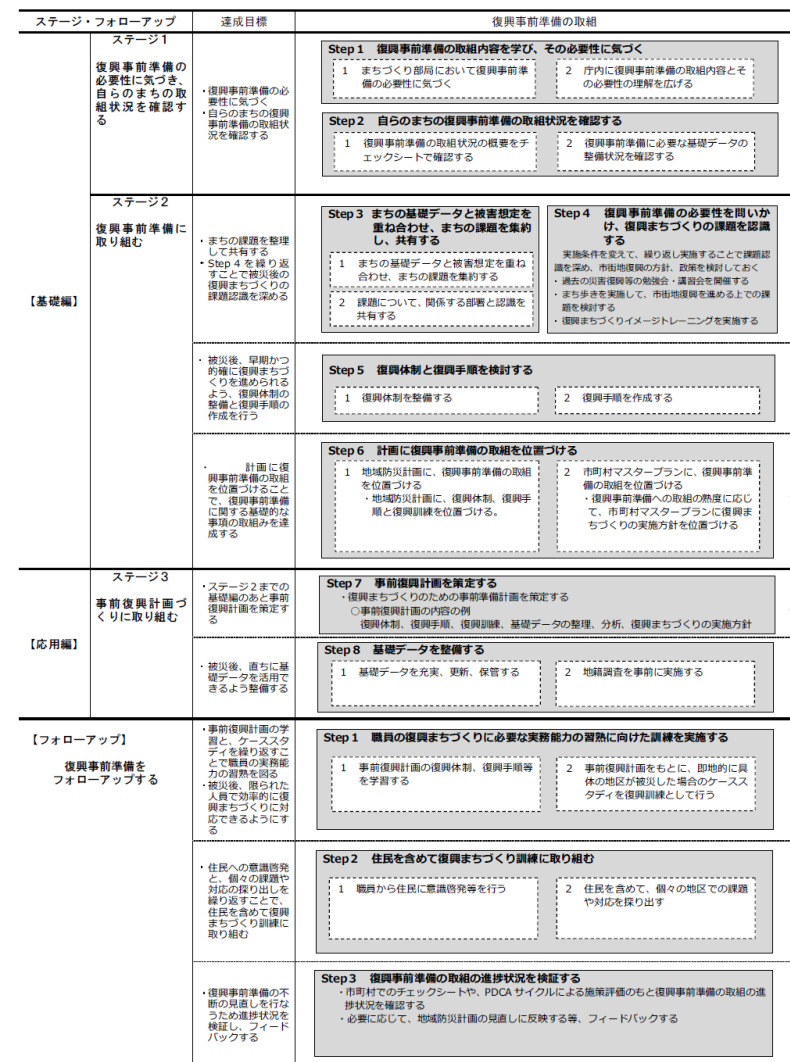 ステージ・フォローアップ
達成目標
復興事前準備の取組
【基礎編】
ステージ1
復興事前準備の
必要性に気づき、
自らのまちの取
組状況を確認す
る
・復興事前準備の必
要性に気づく
・自らのまちの復興
事前準備の取組状
況を確認する
Step 1 復興事前準備の取組内容を学び、その必要性に気づく
1 まちづくり部局において復興事前準
備の必要性に気づく
2 庁内に復興事前準備の取組内容とそ
の必要性の理解を広げる
Step 2 自らのまちの復興事前準備の取組状況を確認する
1 復興事前準備の取組状況の概要をチ
ェックシートで確認する
2 復興事前準備に必要な基礎データの
整備状況を確認する
ステージ2
復興事前準備に
取り組む
・まちの課題を整理
して共有する
・Step 4 を繰り返
すことで被災後の
復興まちづくりの
課題認識を深める
Step 3 まちの基礎データと被害想定を
重ね合わせ、まちの課題を集約
し、共有する
1 まちの基礎データと被害想定を重ね
合わせ、まちの課題を集約する
2 課題について、関係する部署と認識を
共有する
Step 4 復興事前準備の必要性を問いか
け、復興まちづくりの課題を認識
する
実施条件を変えて、繰り返し実施することで課題認
識を深め、市街地復興の方針、政策を検討しておく
・過去の災害復興等の勉強会・講習会を開催する
・まち歩きを実施して、市街地復興を進める上での課
題を検討する
・復興まちづくりイメージトレーニングを実施する
・被災後、早期かつ
的確に復興まちづ
くりを進められる
よう、復興体制の
整備と復興手順の
作成を行う
Step 5 復興体制と復興手順を検討する
1 復興体制を整備する
2 復興手順を作成する
・ 計画に復
興事前準備の取組
を位置づけること
で、復興事前準備
に関する基礎的な
事項の取組みを達
成する
Step 6 計画に復興事前準備の取組を位置づける
1 地域防災計画に、復興事前準備の取組
を位置づける
・地域防災計画に、復興体制、復興手
順と復興訓練を位置づける。
2 市町村マスタープランに、復興事前準
備の取組を位置づける
・復興事前準備への取組の熟度に応じ
て、市町村マスタープランに復興ま
ちづくりの実施方針を位置づける
【応用編】
ステージ3
事前復興計画づ
くりに取り組む
・ステージ2までの
基礎編のあと事前
復興計画を策定す
る
Step 7 事前復興計画を策定する
・復興まちづくりのための事前準備計画を策定する
○事前復興計画の内容の例
復興体制、復興手順、復興訓練、基礎データの整理、分析、復興まちづくりの実施方針
・被災後、直ちに基
礎データを活用で
きるよう整備する
Step 8 基礎データを整備する
1 基礎データを充実、更新、保管する
2 地籍調査を事前に実施する
【フォローアップ】
復興事前準備を
フォローアップする
・事前復興計画の学
習と、ケーススタ
ディを繰り返すこ
とで職員の実務能
力の習熟を図る
・被災後、限られた
人員で効率的に復
興まちづくりに対
応できるようにす
る
Step 1 職員の復興まちづくりに必要な実務能力の習熟に向けた訓練を実施する
1 事前復興計画の復興体制、復興手順等
を学習する
2 事前復興計画をもとに、即地的に具
体の地区が被災した場合のケースス
タディを復興訓練として行う
・住民への意識啓発
と、個々の課題や
対応の探り出しを
繰り返すことで、
住民を含めて復興
まちづくり訓練に
取り組む
Step 2 住民を含めて復興まちづくり訓練に取り組む
1 職員から住民に意識啓発等を行う
2 住民を含めて、個々の地区での課題
や対応を探り出す
・復興事前準備の不
断の見直しを行な
うため進捗状況を
検証し、フィード
バックする
Step 3 復興事前準備の取組の進捗状況を検証する
・市町村でのチェックシートや、PDCA サイクルによる施策評価のもと復興事前準備の取組の進
捗状況を確認する
・必要に応じて、地域防災計画の見直しに反映する等、フィードバックする